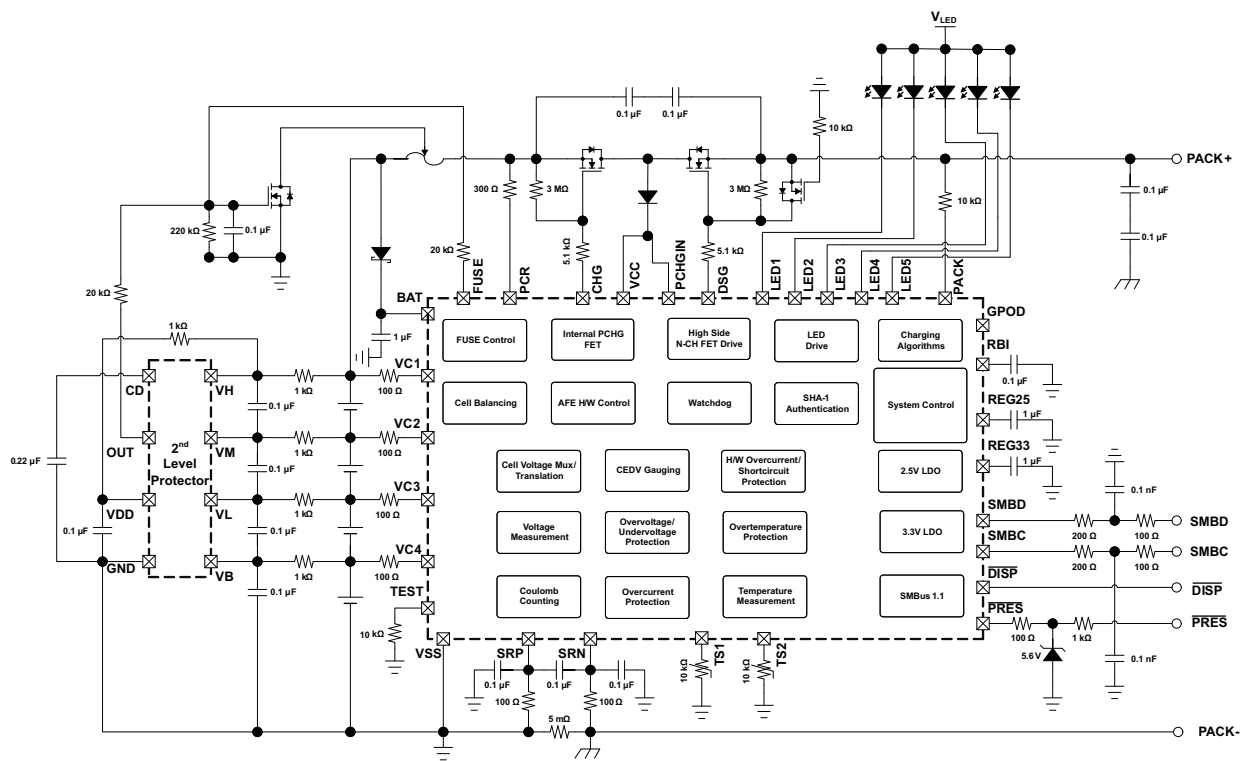 V LED
0.1 µF
0.1 µF
10 kΩ
PACK+
300 Ω
3 MΩ
3 MΩ
10 kΩ
0.1 µF
0.1 µF
220 kΩ
0.1 µF
20 kΩ
5.1 kΩ
5.1 kΩ
20 kΩ
FUSE
PCR
CHG
VCC
PCHGIN
DSG
LED1
LED2
LED3
LED4
LED5
PACK
BAT
GPOD
1 kΩ
1 µF
FUSE Control
Internal PCHG
FET
High Side
N-CH FET Drive
LED
Drive
Charging
Algorithms
RBI
0.1 µF
CD
VH
1 kΩ
VC1
100 Ω
Cell Balancing
AFE H/W Control
Watchdog
SHA-1
Authentication
System Control
REG25
1 µF
0.1 µF
OUT
2nd
Level
Protector
VM
1 kΩ
VC2
100 Ω
REG33
1 µF
0.22 µF
0.1 µF
Cell Voltage Mux/
Translation
CEDV Gauging
H/W Overcurrent/
Shortcircuit
Protection
2.5V LDO
0.1 nF
VDD
VL
1 kΩ
VC3
100 Ω
SMBD
200 Ω
100 Ω
SMBD
0.1 µF
0.1 µF
Voltage
Measurement
Overvoltage/
Undervoltage
Protection
Overtemperature
Protection
3.3V LDO
SMBC
200 Ω
100 Ω
SMBC
GND
VB
1 kΩ
VC4
100 Ω
DISP
DISP
0.1 µF
TEST
Coulomb
Counting
Overcurrent
Protection
Temperature
Measurement
SMBus 1.1
PRES
100 Ω
1 kΩ
PRES
10 kΩ
5.6 V
0.1 nF
VSS
SRP
SRN
TS1
TS2
0.1 µF
0.1 µF
0.1 µF
10 kΩ
10 kΩ
100 Ω
100 Ω
5 mΩ
PACK-